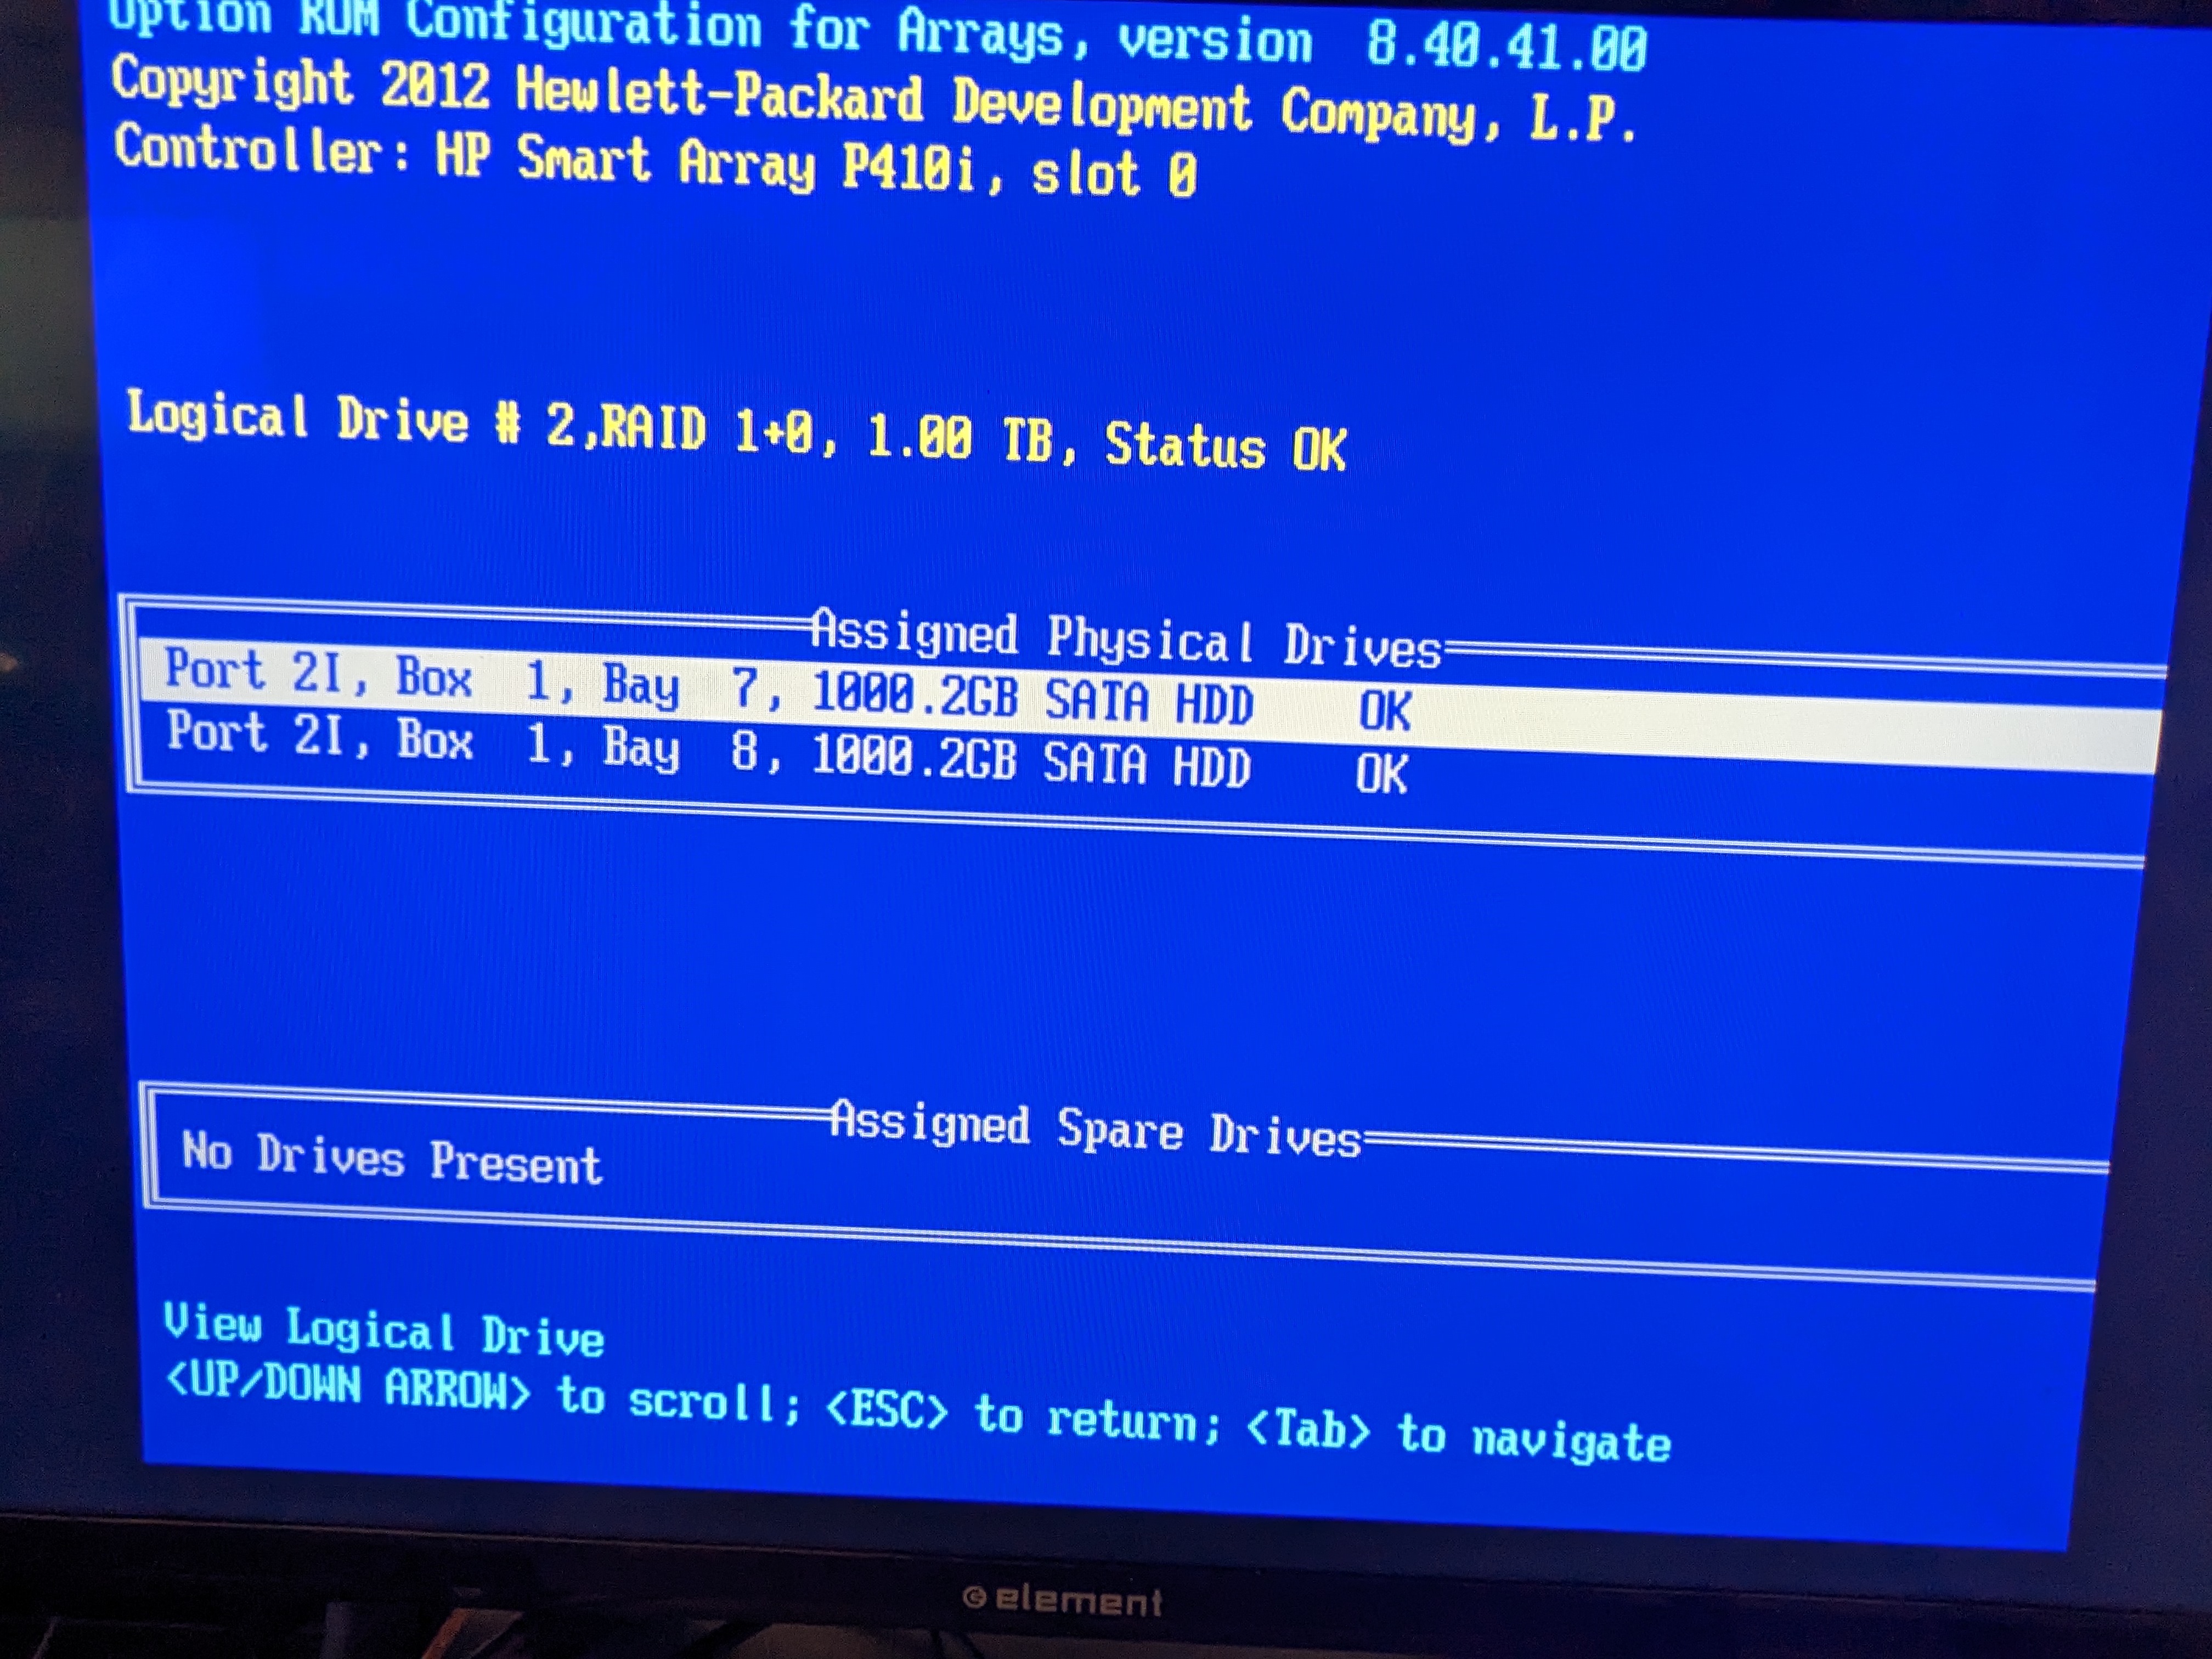 Option ROM Configuration for Arrays, version  8.40.41.00
Copyright 2012 Hewlett-Packard Development Company, L.P.
Controller: HP Smart Array P410i, slot 0
Logical Drive # 2,RAID 1+0, 1.00 TB, Status OK
Assigned Physical Drives
Port 2I, Box  1, Bay  7, 1000.2GB SATA HDD    OK
Port 2I, Box  1, Bay  8, 1000.2GB SATA HDD    OK
Assigned Spare Drives
No Drives Present
View Logical Drive
<UP/DOWN ARROW> to scroll; <ESC> to return; <Tab> to navigate
element